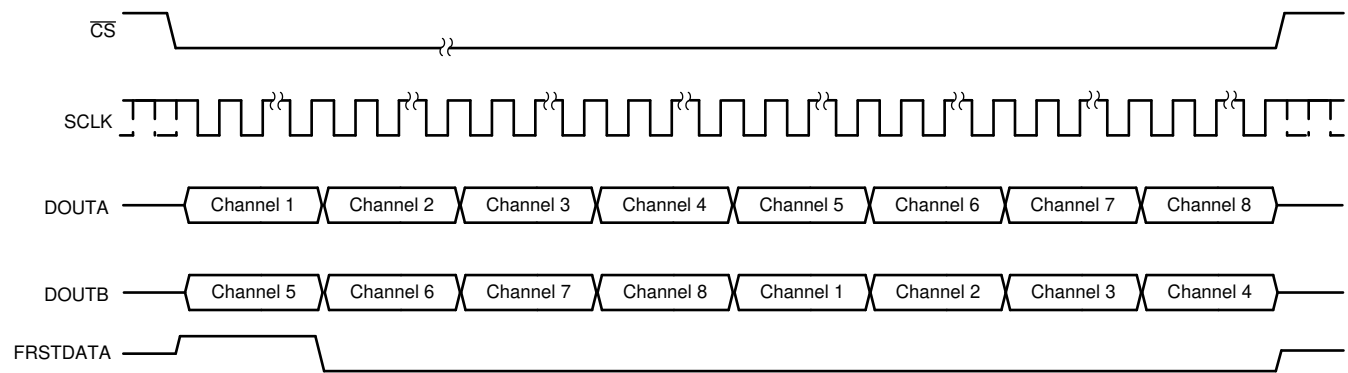 C̅S̅
SCLK
DOUTA Channel 1 Channel 2 Channel 3 Channel 4 Channel 5 Channel 6 Channel 7 Channel 8
DOUTB Channel 5 Channel 6 Channel 7 Channel 8 Channel 1 Channel 2 Channel 3 Channel 4
FRSTDATA